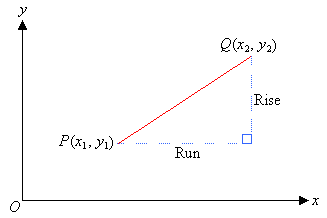 y
Q(x₂, y₂)
Rise
P(x₁, y₁)
Run
O
x